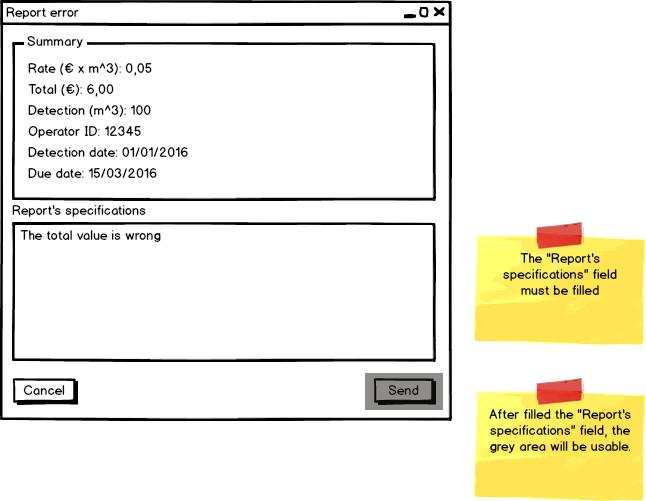 Report error
Summary
Rate (€ x m^3): 0,05
Total (€): 6,00
Detection (m^3): 100
Operator ID: 12345
Detection date: 01/01/2016
Due date: 15/03/2016
Report's specifications
The total value is wrong
Cancel
Send
The "Report's
specifications" field
must be filled
After filled the "Report's
specifications" field, the
grey area will be usable.